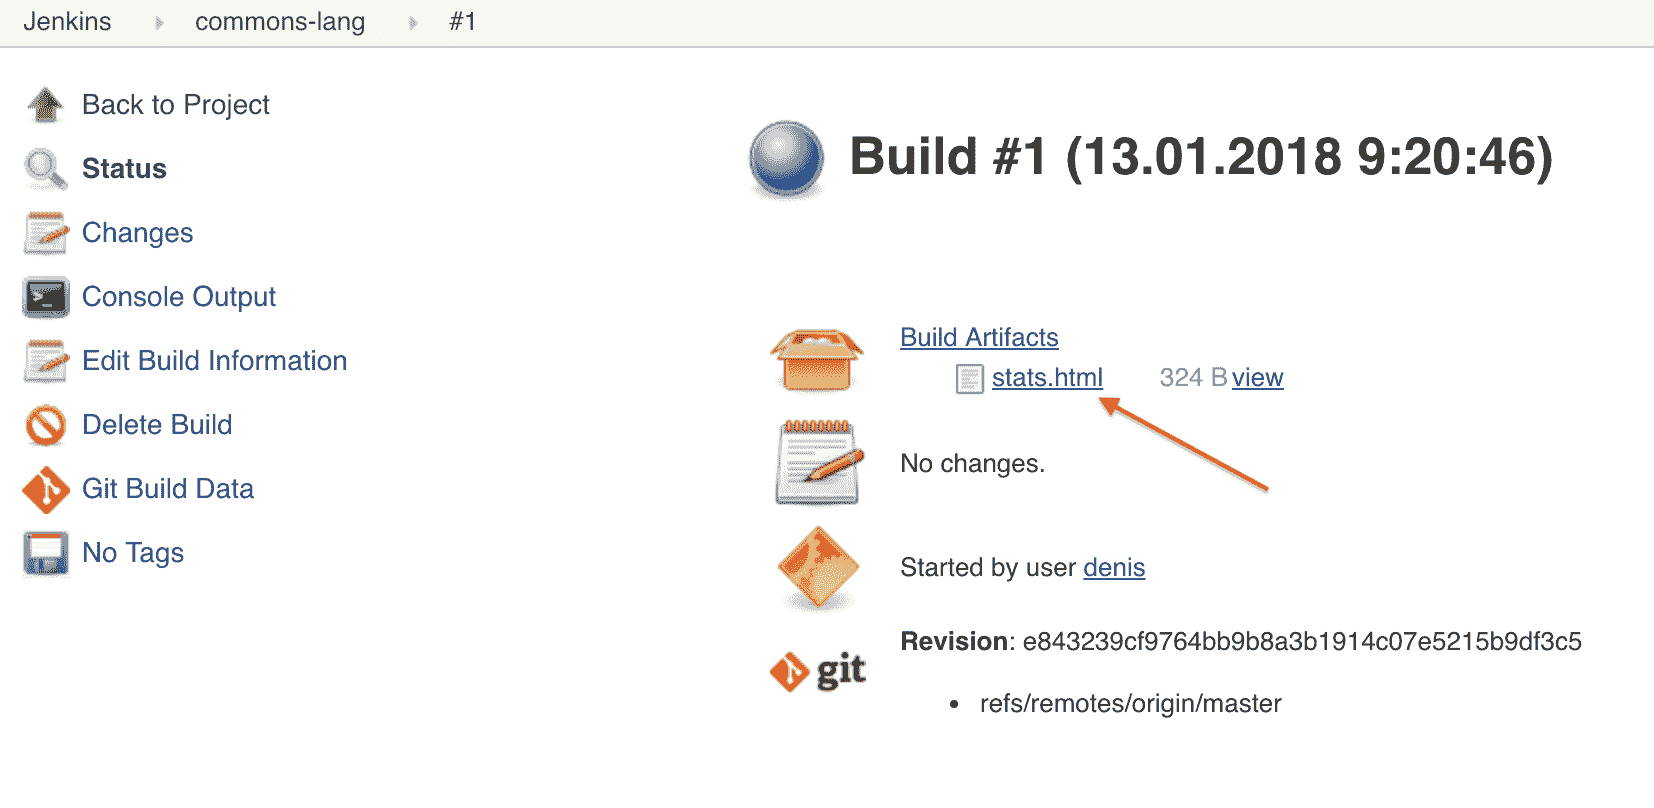 Jenkins commons-lang #1
Back to Project
Status
Changes
Console Output
Edit Build Information
Delete Build
Git Build Data
No Tags
Build #1 (13.01.2018 9:20:46)
Build Artifacts
stats.html 324 B view
No changes.
Started by user denis
git
Revision: e843239cf9764bb9b8a3b1914c07e5215b9df3c5
• refs/remotes/origin/master